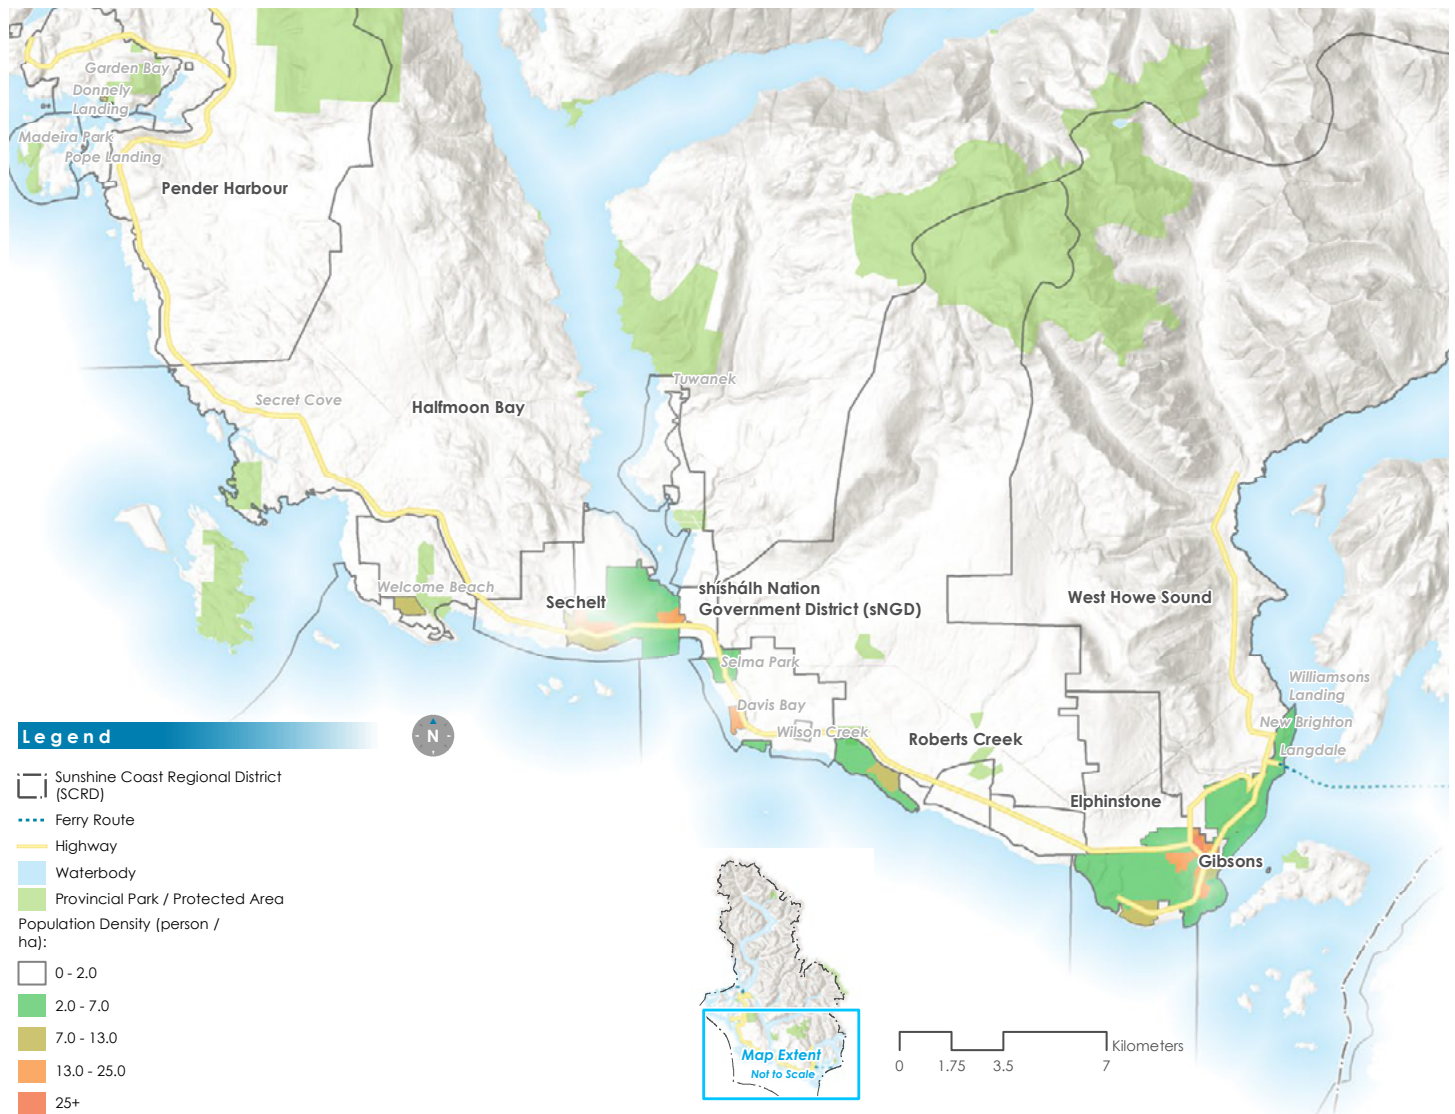 Garden Bay
Donnely
Landing
Madeira Park
Pope Landing
Pender Harbour
Tuwanek
Secret Cove
Halfmoon Bay
Welcome Beach
Sechelt
shíshálh Nation
Government District (sNGD)
West Howe Sound
Selma Park
Williamsons
Landing
Davis Bay
New Brighton
Wilson Creek
Roberts Creek
Langdale
Elphinstone
Gibsons
Legend
N
Sunshine Coast Regional District
(SCRD)
Ferry Route
Highway
Waterbody
Provincial Park / Protected Area
Population Density (person /
ha):
0 - 2.0
2.0 - 7.0
7.0 - 13.0
13.0 - 25.0
25+
Map Extent
Not to Scale
Kilometers
0 1.75 3.5 7